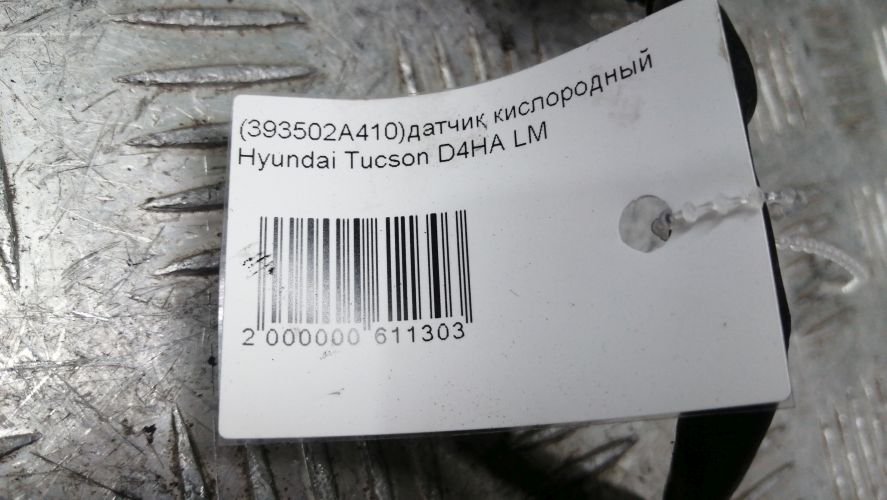 (393502A410)датчик кислородный
Hyundai Tucson D4HA LM
2 000000 611303